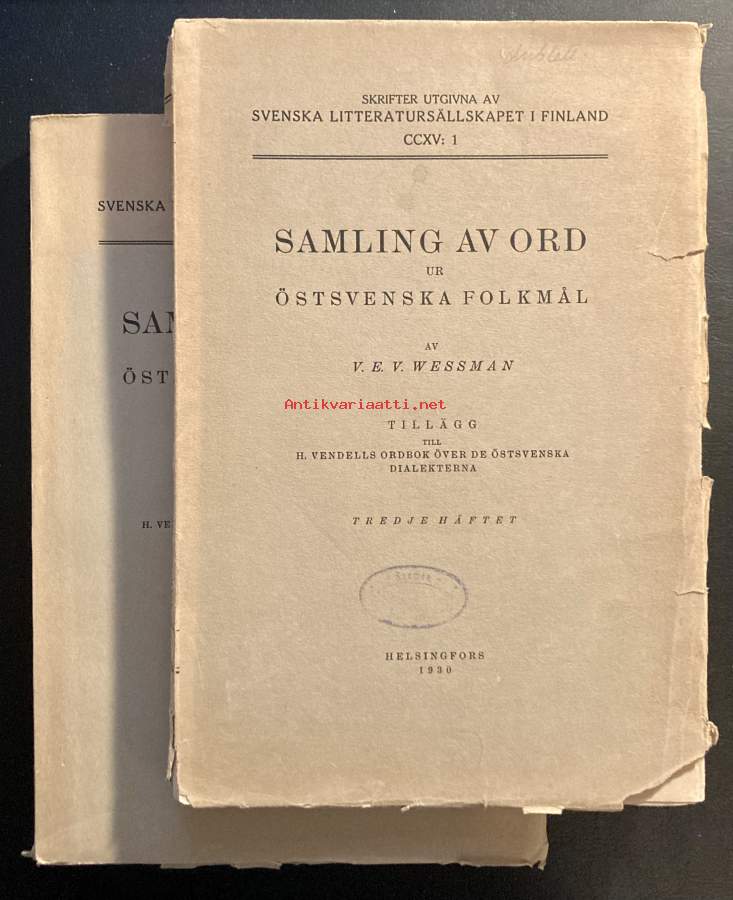 SKRIFTER UTGIVNA AV
SVENSKA LITTERATURSÄLLSKAPET I FINLAND
CCXV: 1
SAMLING AV ORD
UR
ÖSTSVENSKA FOLKMÅL
AV
V. E. V. WESSMAN
Antikvariaatti.net
TILLÄGG
TILL
H. VENDELLS ORDBOK ÖVER DE ÖSTSVENSKA
DIALEKTERNA
TREDJE HÄFTET
HELSINGFORS
1930
SVENSKA
SAM
ÖST
H. VE